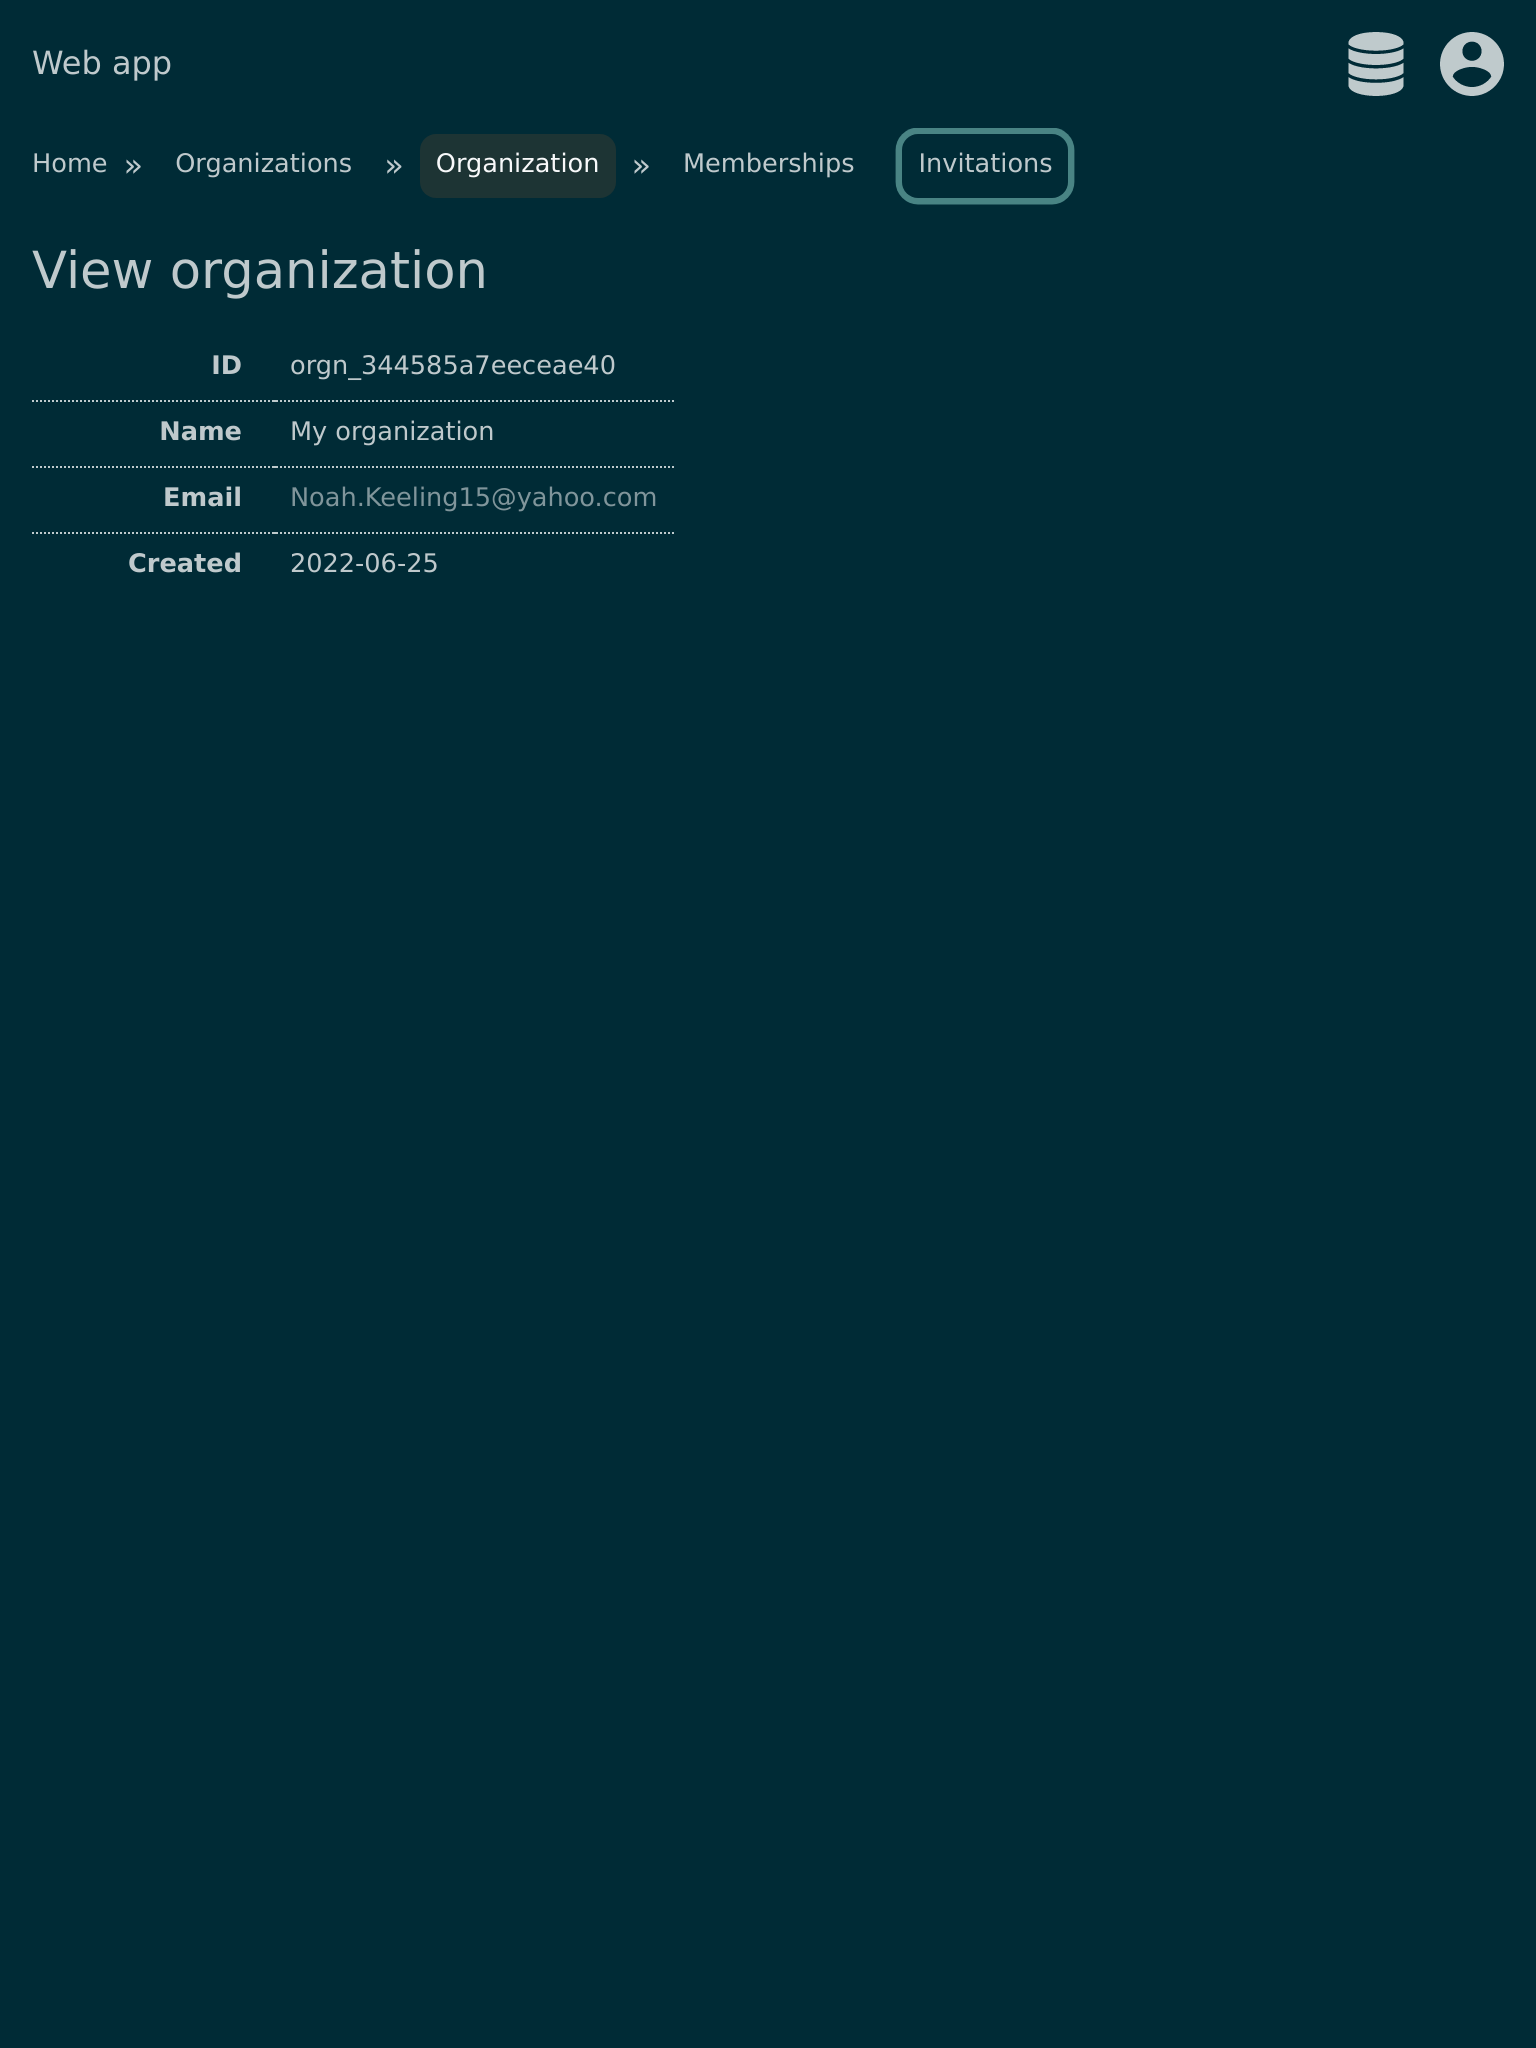 Web app
Home » Organizations » Organization » Memberships Invitations
View organization
ID orgn_344585a7eeceae40
Name My organization
Email Noah.Keeling15@yahoo.com
Created 2022-06-25